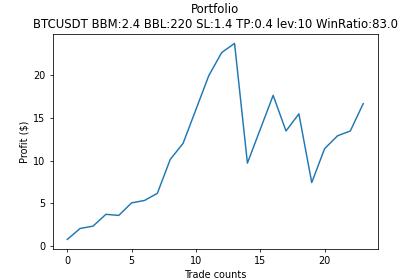 Portfolio
BTCUSDT BBM:2.4 BBL:220 SL:1.4 TP:0.4 lev:10 WinRatio:83.0
Profit ($)
20
15
10
5
0
0 5 10 15 20
Trade counts